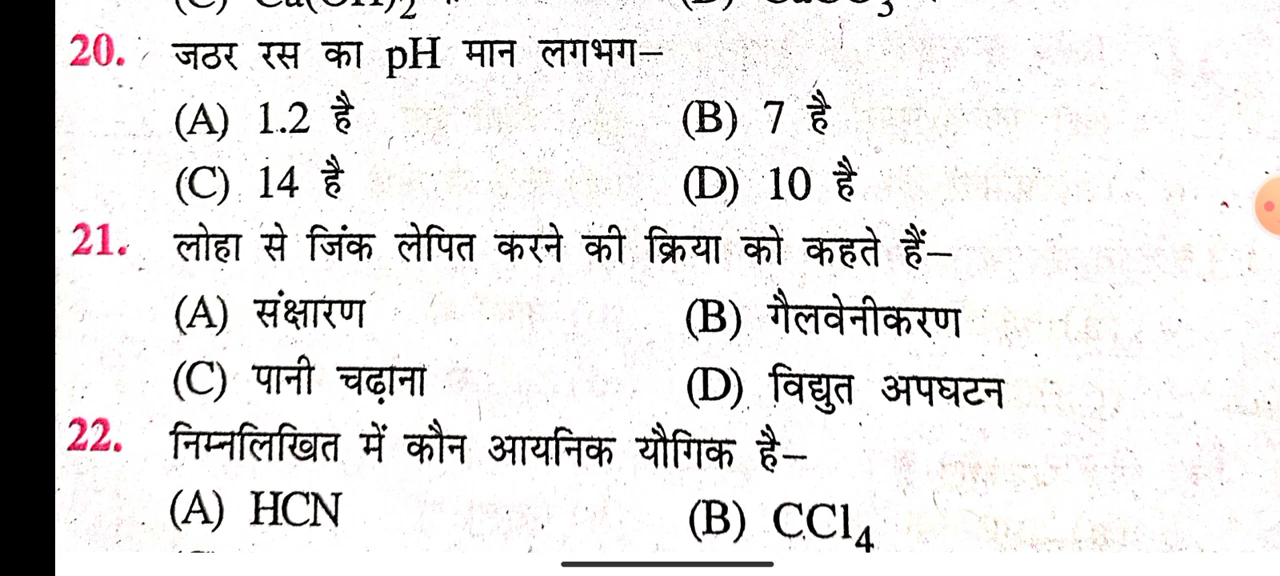 20. जठर रस का pH मान लगभग–
(A) 1.2 है (B) 7 है
(C) 14 है (D) 10 है
21. लोहा से जिंक लेपित करने की क्रिया को कहते हैं–
(A) संक्षारण (B) गैलवेनीकरण
(C) पानी चढ़ाना (D) विद्युत अपघटन
22. निम्नलिखित में कौन आयनिक यौगिक है–
(A) HCN (B) CCl₄